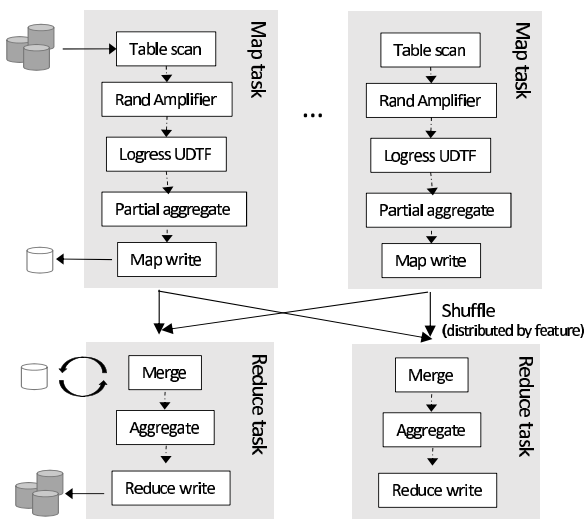 Map task
Table scan
Rand Amplifier
Logress UDTF
Partial aggregate
Map write
...
Map task
Table scan
Rand Amplifier
Logress UDTF
Partial aggregate
Map write
Shuffle
(distributed by feature)
Reduce task
Merge
Aggregate
Reduce write
Reduce task
Merge
Aggregate
Reduce write